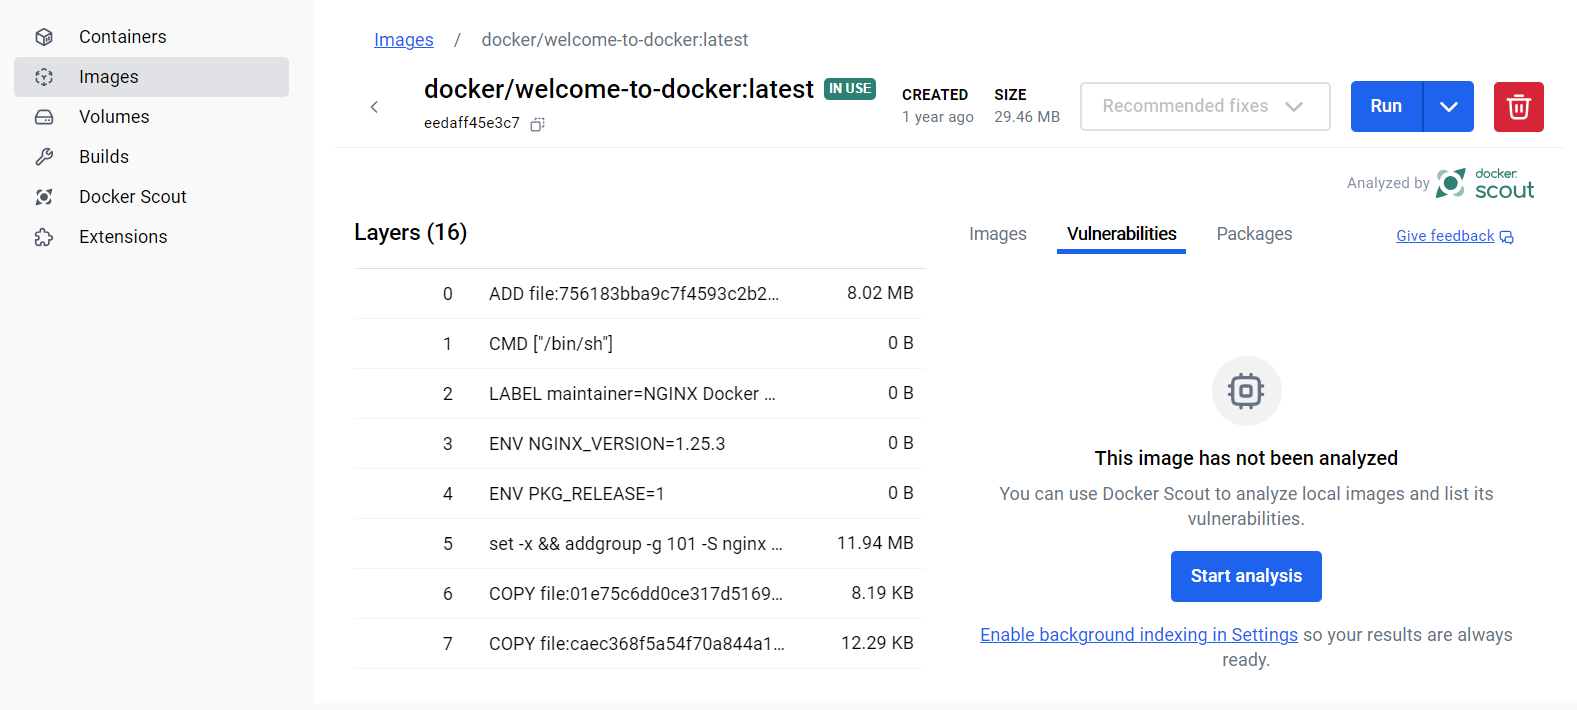 Containers
Images
Volumes
Builds
Docker Scout
Extensions
Images / docker/welcome-to-docker:latest
docker/welcome-to-docker:latest IN USE
eedaff45e3c7
CREATED
1 year ago
SIZE
29.46 MB
Recommended fixes
Run
Analyzed by docker scout
Layers (16)
0 ADD file:756183bba9c7f4593c2b2... 8.02 MB
1 CMD ["/bin/sh"] 0 B
2 LABEL maintainer=NGINX Docker ... 0 B
3 ENV NGINX_VERSION=1.25.3 0 B
4 ENV PKG_RELEASE=1 0 B
5 set -x && addgroup -g 101 -S nginx ... 11.94 MB
6 COPY file:01e75c6dd0ce317d5169... 8.19 KB
7 COPY file:caec368f5a54f70a844a1... 12.29 KB
Images Vulnerabilities Packages Give feedback
This image has not been analyzed
You can use Docker Scout to analyze local images and list its
vulnerabilities.
Start analysis
Enable background indexing in Settings so your results are always
ready.